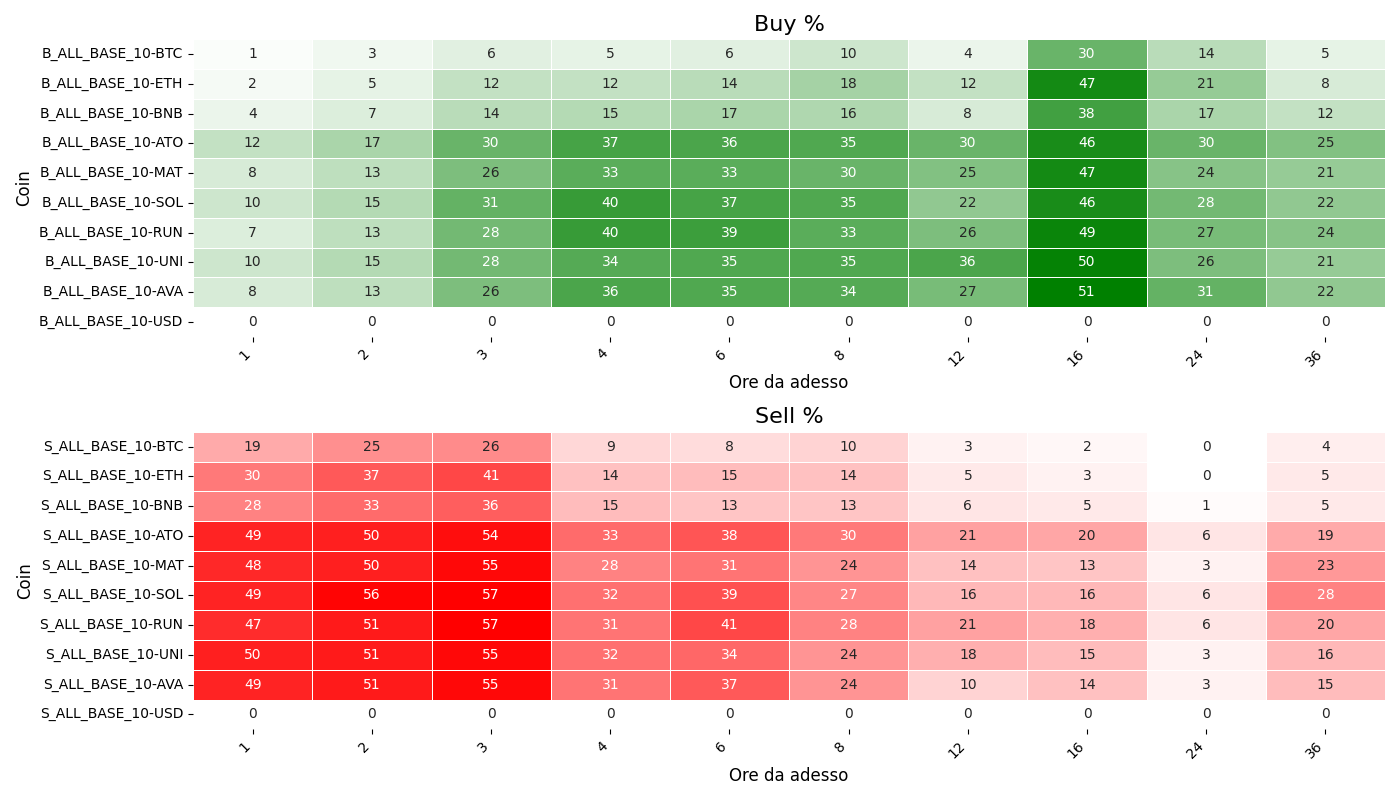 Buy %
Coin
B_ALL_BASE_10-BTC 1 3 6 5 6 10 4 30 14 5
B_ALL_BASE_10-ETH 2 5 12 12 14 18 12 47 21 8
B_ALL_BASE_10-BNB 4 7 14 15 17 16 8 38 17 12
B_ALL_BASE_10-ATO 12 17 30 37 36 35 30 46 30 25
B_ALL_BASE_10-MAT 8 13 26 33 33 30 25 47 24 21
B_ALL_BASE_10-SOL 10 15 31 40 37 35 22 46 28 22
B_ALL_BASE_10-RUN 7 13 28 40 39 33 26 49 27 24
B_ALL_BASE_10-UNI 10 15 28 34 35 35 36 50 26 21
B_ALL_BASE_10-AVA 8 13 26 36 35 34 27 51 31 22
B_ALL_BASE_10-USD 0 0 0 0 0 0 0 0 0 0
1 2 3 4 6 8 12 16 24 36
Ore da adesso
Sell %
Coin
S_ALL_BASE_10-BTC 19 25 26 9 8 10 3 2 0 4
S_ALL_BASE_10-ETH 30 37 41 14 15 14 5 3 0 5
S_ALL_BASE_10-BNB 28 33 36 15 13 13 6 5 1 5
S_ALL_BASE_10-ATO 49 50 54 33 38 30 21 20 6 19
S_ALL_BASE_10-MAT 48 50 55 28 31 24 14 13 3 23
S_ALL_BASE_10-SOL 49 56 57 32 39 27 16 16 6 28
S_ALL_BASE_10-RUN 47 51 57 31 41 28 21 18 6 20
S_ALL_BASE_10-UNI 50 51 55 32 34 24 18 15 3 16
S_ALL_BASE_10-AVA 49 51 55 31 37 24 10 14 3 15
S_ALL_BASE_10-USD 0 0 0 0 0 0 0 0 0 0
1 2 3 4 6 8 12 16 24 36
Ore da adesso